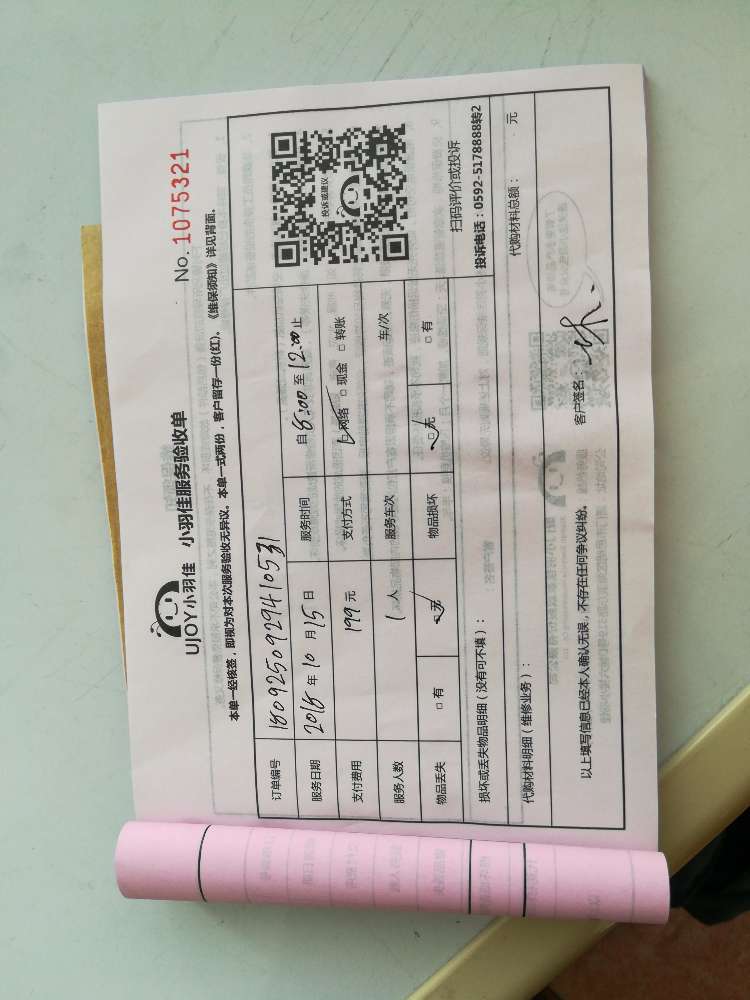 No. 1075321
UJOY小羽佳 小羽佳服务验收单
本单一经核签，即视为对本次服务验收无异议。本单一式两份，客户留存一份(红)。《维保须知》详见背面。
订单编号 1809250929410531
服务日期 2018年10月15日 服务时间 自8:00至12:00止
支付费用 199元 支付方式 □网络 □现金 □转账
服务人数 1人 服务车次 车/次
物品丢失 □有 □无 物品损坏 □无 □有
投诉或建议
扫码评价或投诉
投诉电话：0592-5178888转2
损坏或丢失物品明细（没有可不填）：
代购材料明细（维修业务）： 代购材料总额： 元
以上填写信息已经本人确认无误，不存在任何争议纠纷。 客户签名：